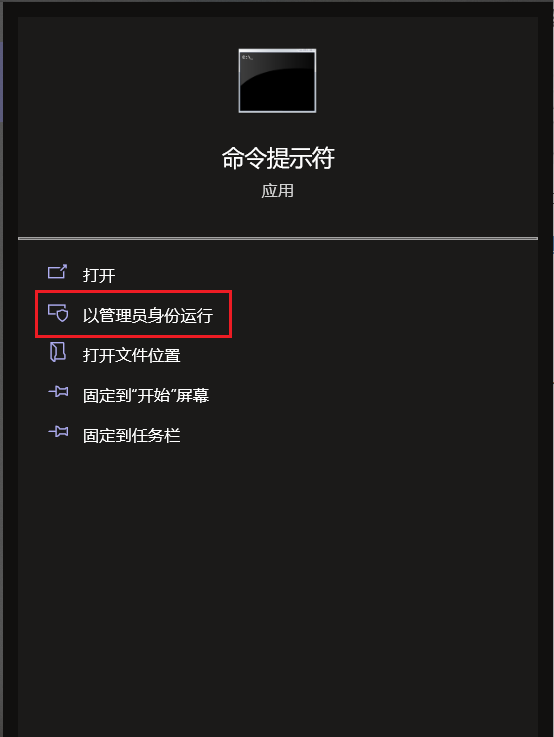 命令提示符
应用
打开
以管理员身份运行
打开文件位置
固定到“开始”屏幕
固定到任务栏